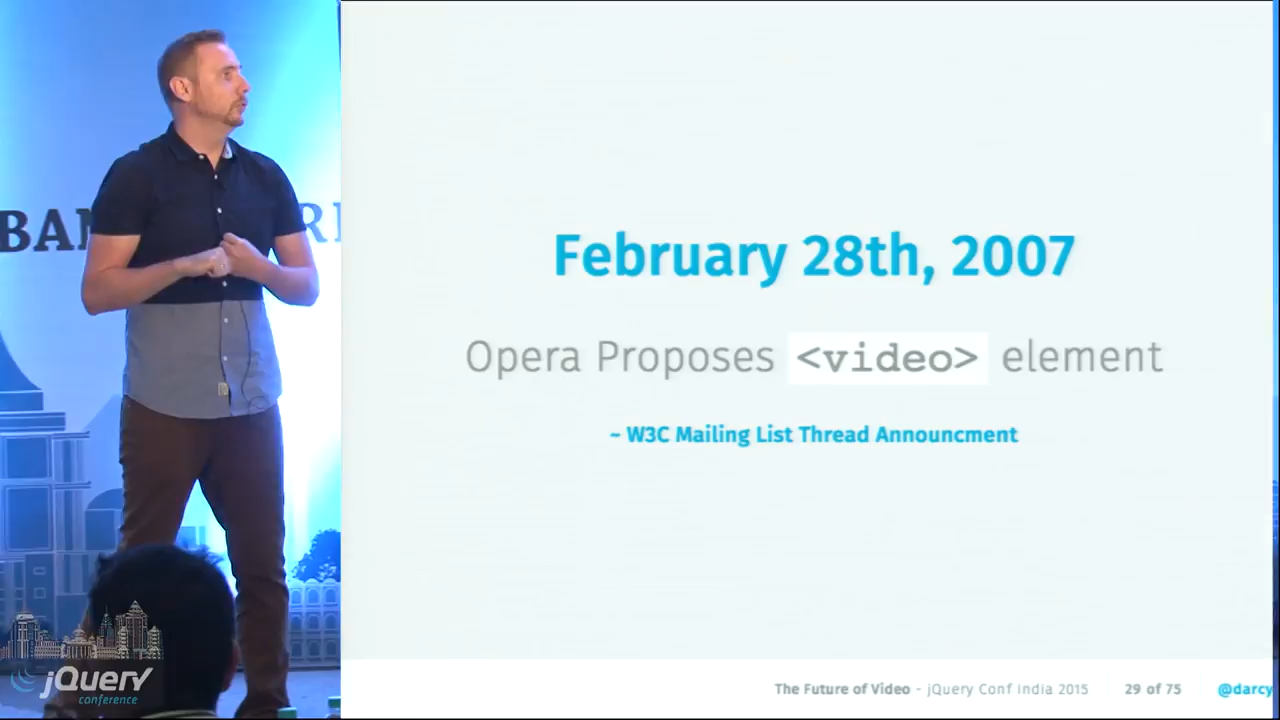 February 28th, 2007
Opera Proposes <video> element
~ W3C Mailing List Thread Announcment
The Future of Video - jQuery Conf India 2015
29 of 75
@darcy
jQuery
conference